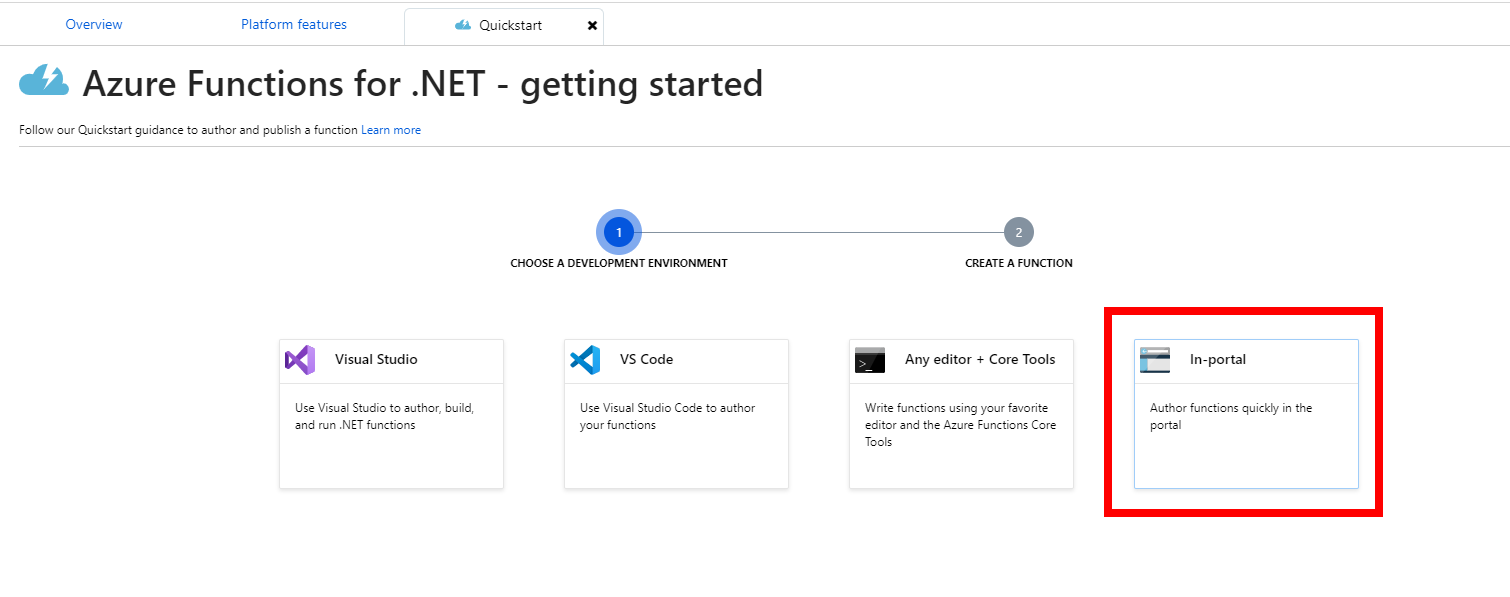 Overview
Platform features
Quickstart
Azure Functions for .NET - getting started
Follow our Quickstart guidance to author and publish a function Learn more
1
2
CHOOSE A DEVELOPMENT ENVIRONMENT
CREATE A FUNCTION
Visual Studio
Use Visual Studio to author, build,
and run .NET functions
VS Code
Use Visual Studio Code to author
your functions
>_
Any editor + Core Tools
Write functions using your favorite
editor and the Azure Functions Core
Tools
In-portal
Author functions quickly in the
portal